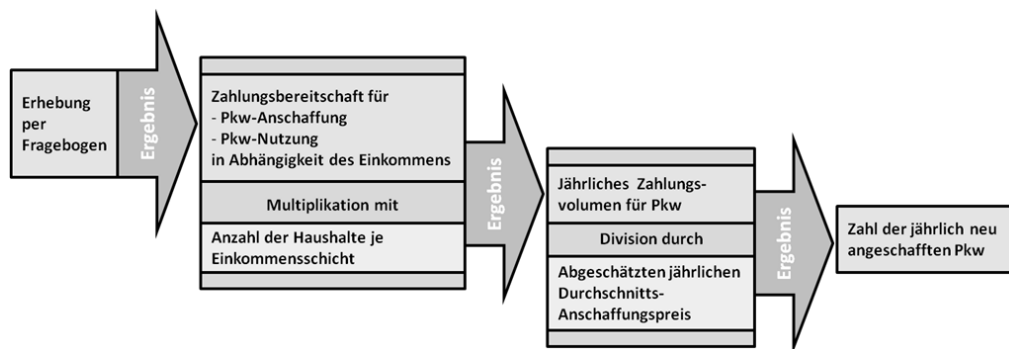 Erhebung
per
Fragebogen
Ergebnis
Zahlungsbereitschaft für
- Pkw-Anschaffung
- Pkw-Nutzung
in Abhängigkeit des Einkommens
Multiplikation mit
Anzahl der Haushalte je
Einkommensschicht
Ergebnis
Jährliches Zahlungs-
volumen für Pkw
Division durch
Abgeschätzten jährlichen
Durchschnitts-
Anschaffungspreis
Ergebnis
Zahl der jährlich neu
angeschafften Pkw